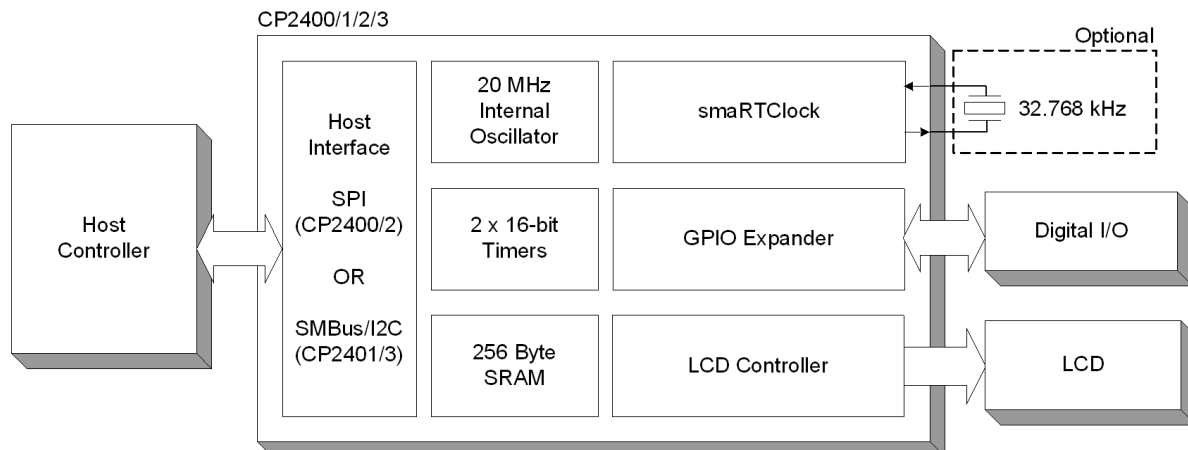 CP2400/1/2/3
Optional
Host
Controller
Host
Interface
SPI
(CP2400/2)
OR
SMBus/I2C
(CP2401/3)
20 MHz
Internal
Oscillator
smaRTClock
32.768 kHz
2 x 16-bit
Timers
GPIO Expander
Digital I/O
256 Byte
SRAM
LCD Controller
LCD